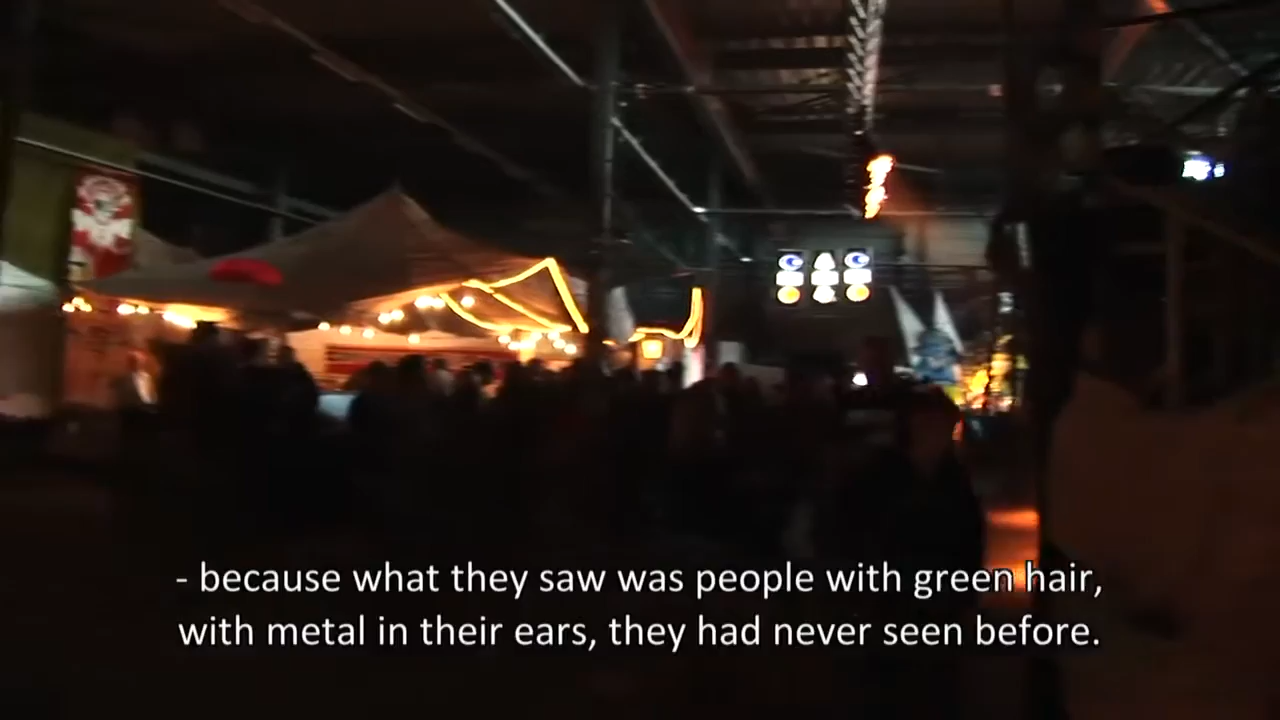 - because what they saw was people with green hair,
with metal in their ears, they had never seen before.